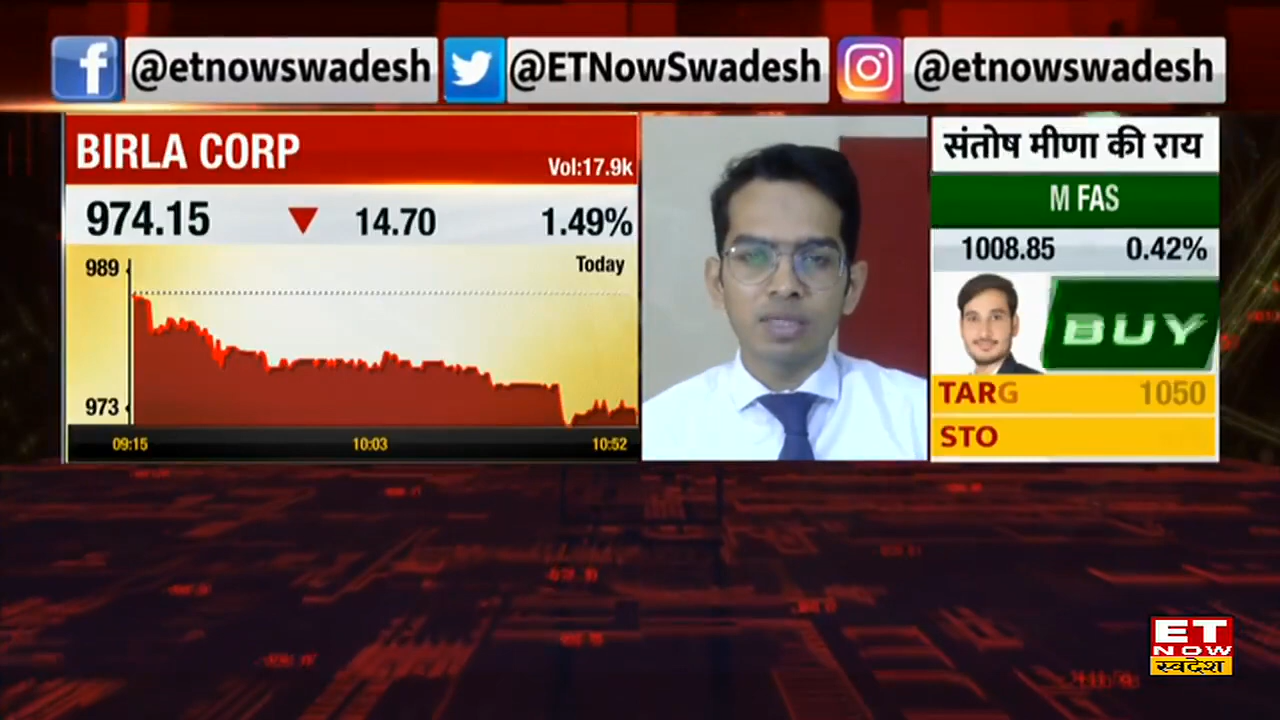 @etnowswadesh
@ETNowSwadesh
@etnowswadesh
BIRLA CORP
Vol:17.9k
974.15 ▼ 14.70 1.49%
989
Today
973
09:15 10:03 10:52
संतोष मीणा की राय
M FAS
1008.85 0.42%
BUY
TARG 1050
STO
ET
NOW
स्वदेश